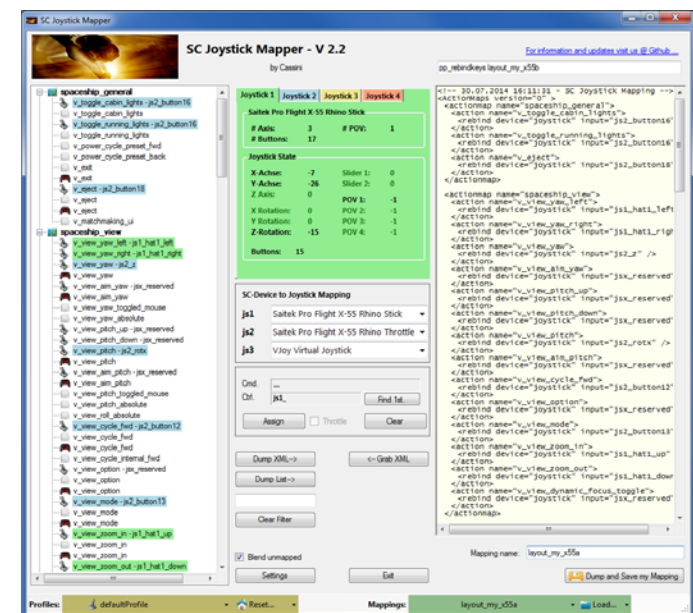 SC Joystick Mapper
SC Joystick Mapper - V 2.2
by Cassini
For information and updates visit us @ Github ...
pp_rebindkeys layout_my_x55b
spaceship_general
v_toggle_cabin_lights - js2_button16
v_toggle_cabin_lights
v_toggle_running_lights - js2_button16
v_toggle_running_lights
v_power_cycle_preset_fwd
v_power_cycle_preset_back
v_exit
v_exit
v_eject - js2_button18
v_eject
v_eject
v_matchmaking_ui
spaceship_view
v_view_yaw_left - js1_hat1_left
v_view_yaw_right - js1_hat1_right
v_view_yaw - js2_z
v_view_yaw
v_view_aim_yaw - jsx_reserved
v_view_aim_yaw
v_view_yaw_toggled_mouse
v_view_yaw_absolute
v_view_pitch_up - jsx_reserved
v_view_pitch_down - jsx_reserved
v_view_pitch - js2_rotx
v_view_pitch
v_view_aim_pitch - jsx_reserved
v_view_aim_pitch
v_view_pitch_toggled_mouse
v_view_pitch_absolute
v_view_roll_absolute
v_view_cycle_fwd - js2_button12
v_view_cycle_fwd
v_view_cycle_fwd
v_view_cycle_internal_fwd
v_view_option - jsx_reserved
v_view_option
v_view_option
v_view_mode - js2_button13
v_view_mode
v_view_mode
v_view_zoom_in - js1_hat1_up
v_view_zoom_in
v_view_zoom_in
v_view_zoom_out - js1_hat1_down
Joystick 1 Joystick 2 Joystick 3 Joystick 4
Saitek Pro Flight X-55 Rhino Stick
# Axis: 3 # POV: 1
# Buttons: 17
Joystick State
X-Achse: -7 Slider 1: 0
Y-Achse: -26 Slider 2: 0
Z Axis: 0 POV 1: -1
X Rotation: 0 POV 2: -1
Y Rotation: 0 POV 3: -1
Z-Rotation: -15 POV 4: -1
Buttons: 15
SC-Device to Joystick Mapping
js1 Saitek Pro Flight X-55 Rhino Stick
js2 Saitek Pro Flight X-55 Rhino Throttle
js3 VJoy Virtual Joystick
Cmd. ...
Ctrl. js1_ Find 1st.
Assign Throttle Clear
Dump XML--> <-- Grab XML
Dump List-->
Clear Filter
Blend unmapped
Settings Exit
<!-- 30.07.2014 16:11:31 - SC Joystick Mapping -->
<ActionMaps version="0" >
<actionmap name="spaceship_general">
<action name="v_toggle_cabin_lights">
<rebind device="joystick" input="js2_button16"
</action>
<action name="v_toggle_running_lights">
<rebind device="joystick" input="js2_button16"
</action>
<action name="v_eject">
<rebind device="joystick" input="js2_button18"
</action>
</actionmap>
<actionmap name="spaceship_view">
<action name="v_view_yaw_left">
<rebind device="joystick" input="js1_hat1_left
</action>
<action name="v_view_yaw_right">
<rebind device="joystick" input="js1_hat1_righ
</action>
<action name="v_view_yaw">
<rebind device="joystick" input="js2_z" />
</action>
<action name="v_view_aim_yaw">
<rebind device="joystick" input="jsx_reserved"
</action>
<action name="v_view_pitch_up">
<rebind device="joystick" input="jsx_reserved"
</action>
<action name="v_view_pitch_down">
<rebind device="joystick" input="jsx_reserved"
</action>
<action name="v_view_pitch">
<rebind device="joystick" input="js2_rotx" />
</action>
<action name="v_view_aim_pitch">
<rebind device="joystick" input="jsx_reserved"
</action>
<action name="v_view_cycle_fwd">
<rebind device="joystick" input="js2_button12"
</action>
<action name="v_view_option">
<rebind device="joystick" input="jsx_reserved"
</action>
<action name="v_view_mode">
<rebind device="joystick" input="js2_button13"
</action>
<action name="v_view_zoom_in">
<rebind device="joystick" input="js1_hat1_up"
</action>
<action name="v_view_zoom_out">
<rebind device="joystick" input="js1_hat1_down
</action>
<action name="v_view_dynamic_focus_toggle">
<rebind device="joystick" input="jsx_reserved"
</action>
</actionmap>
Mapping name: layout_my_x55a
Dump and Save my Mapping
Profiles: defaultProfile Reset... Mappings: layout_my_x55a Load...